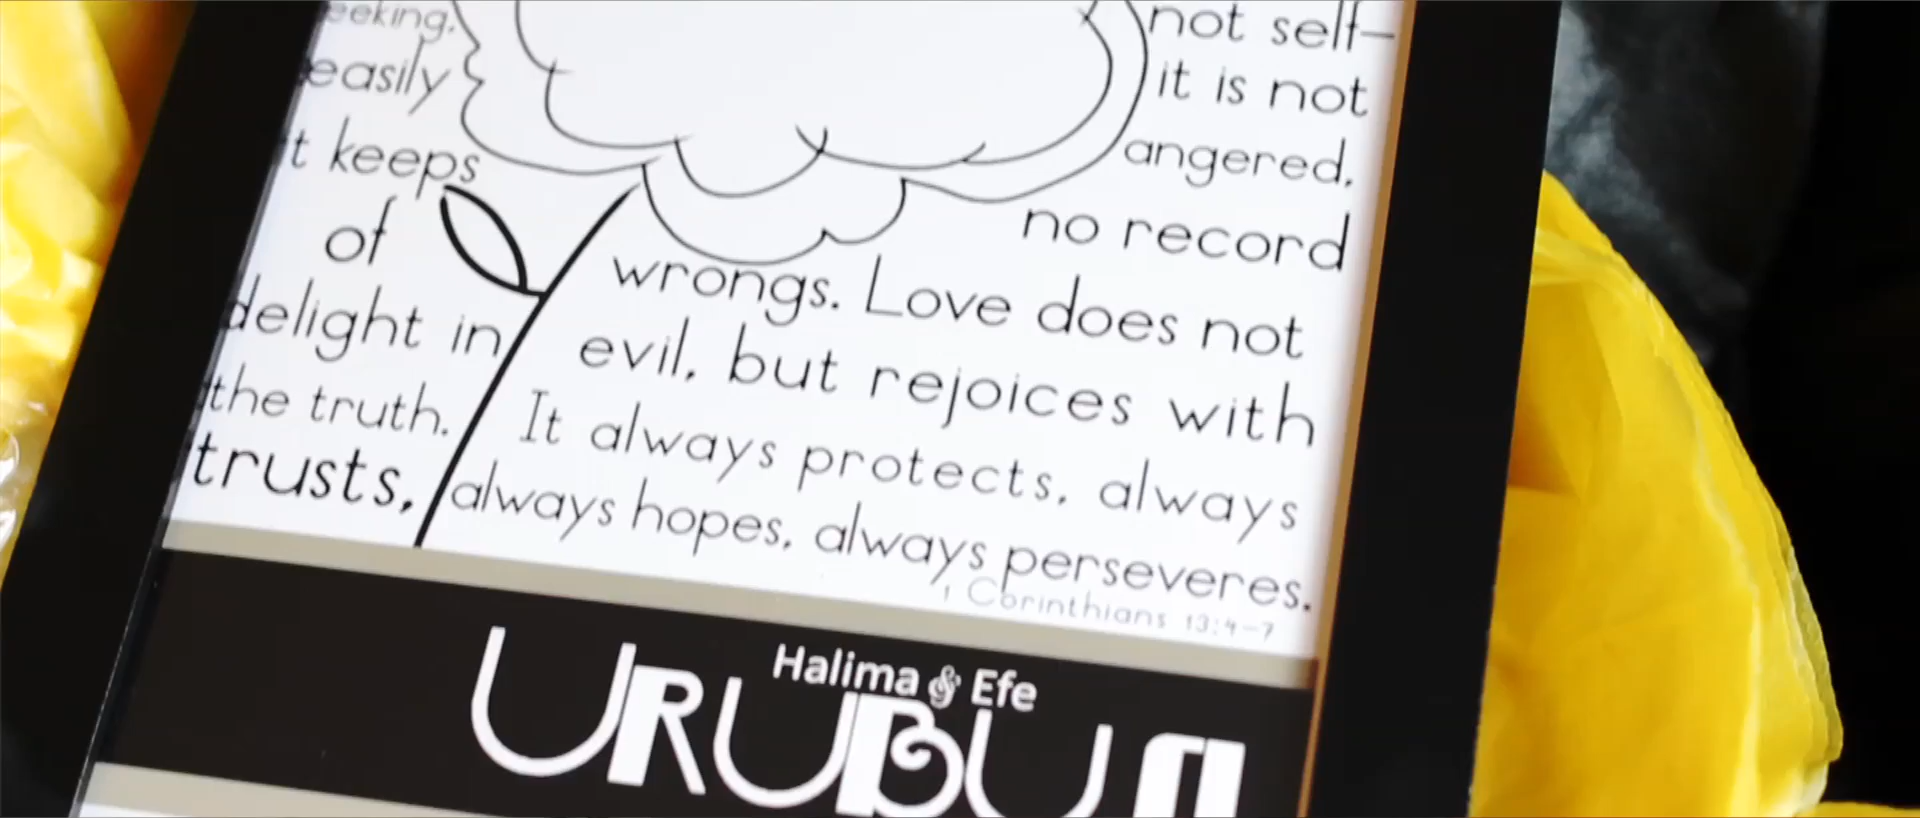 eeking, not self-
easily it is not
t keeps angered,
of no record
delight in wrongs. Love does not
the truth. evil, but rejoices with
trusts, It always protects, always
always hopes, always perseveres.
1 Corinthians 13:4-7
Halima & Efe
URUBU